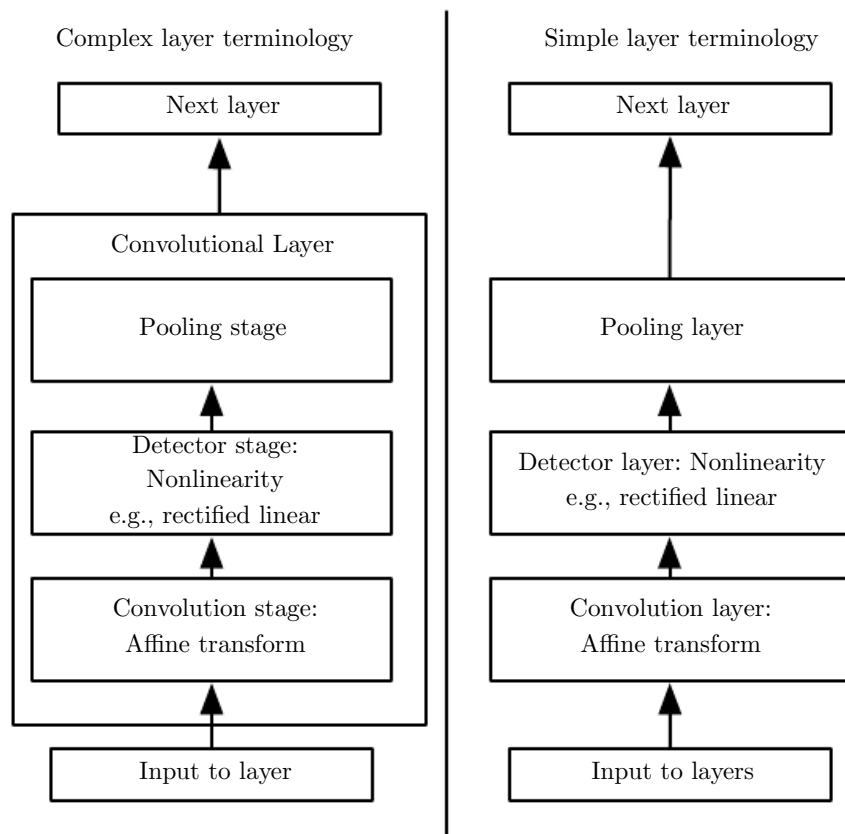 Complex layer terminology
Next layer
Convolutional Layer
Pooling stage
Detector stage:
Nonlinearity
e.g., rectified linear
Convolution stage:
Affine transform
Input to layer
Simple layer terminology
Next layer
Pooling layer
Detector layer: Nonlinearity
e.g., rectified linear
Convolution layer:
Affine transform
Input to layers